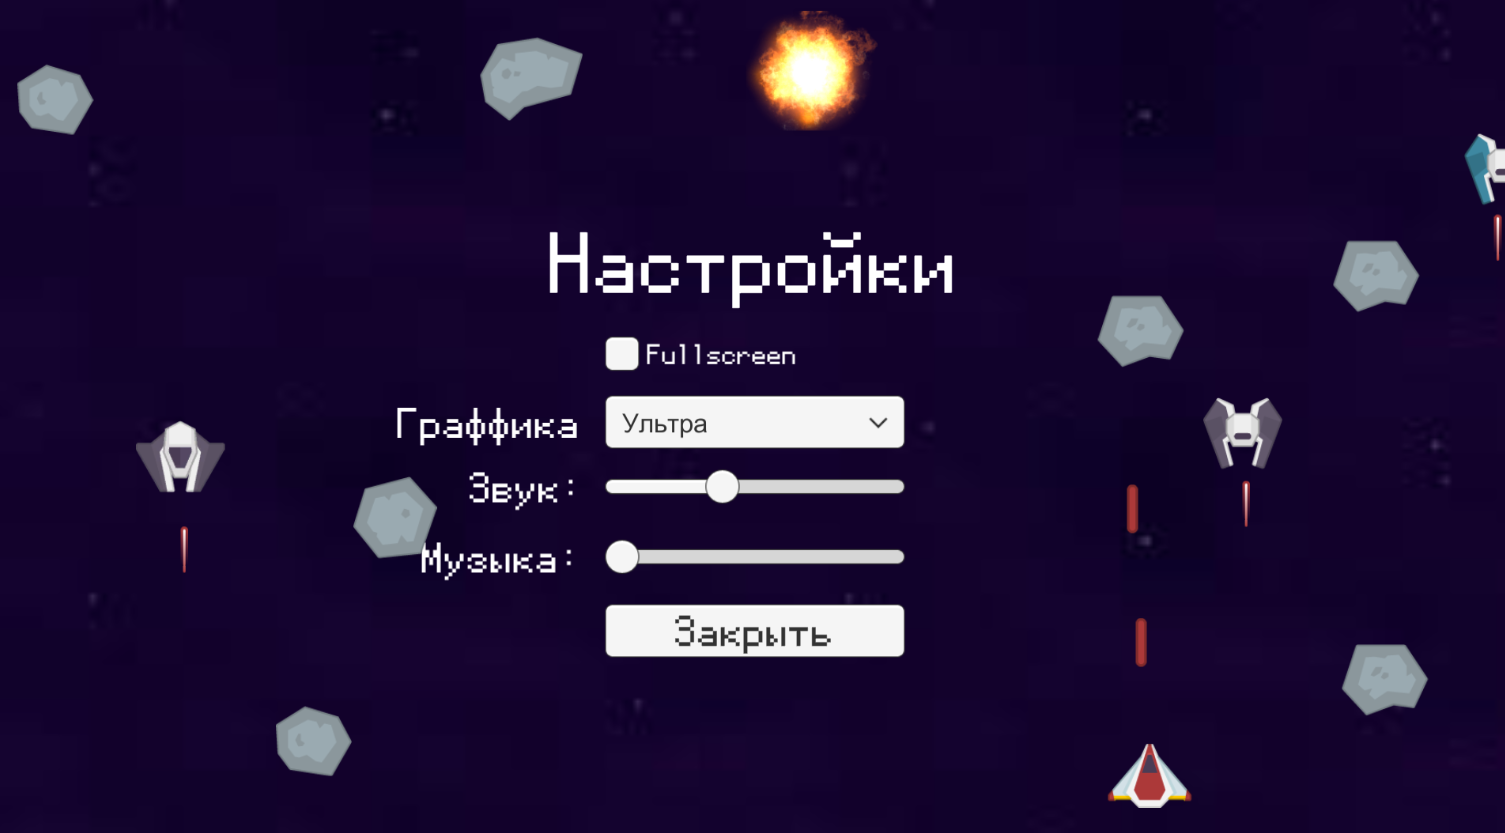 Настройки
Fullscreen
Граффика
Ультра
Звук:
Музыка:
Закрыть